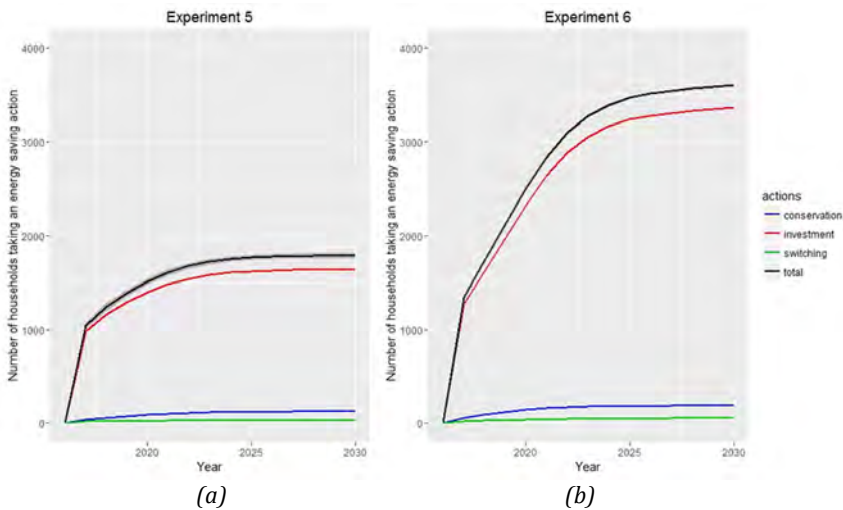 Experiment 5
Number of households taking an energy saving action
4000
3000
2000
1000
0
2020
2025
2030
Year
(a)
Experiment 6
Number of households taking an energy saving action
4000
3000
2000
1000
0
2020
2025
2030
Year
(b)
actions
conservation
investment
switching
total